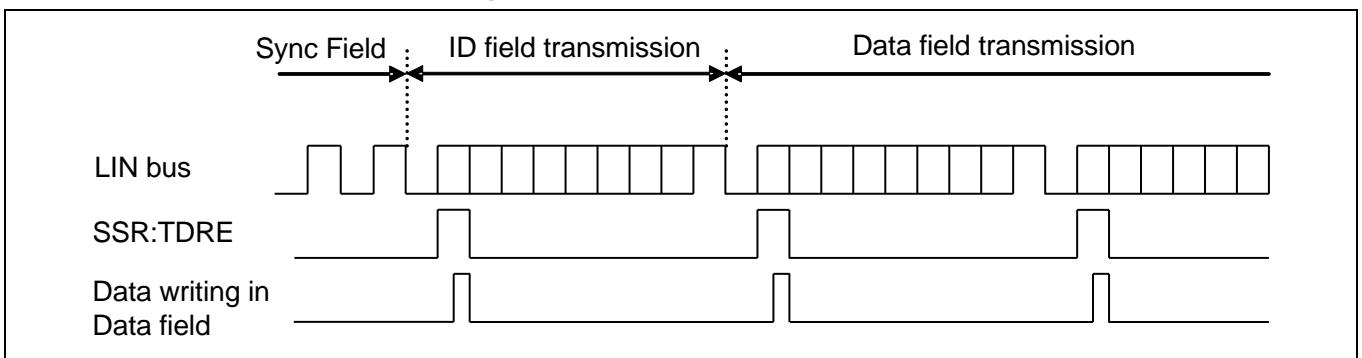 Sync Field
ID field transmission
Data field transmission
LIN bus
SSR:TDRE
Data writing in
Data field